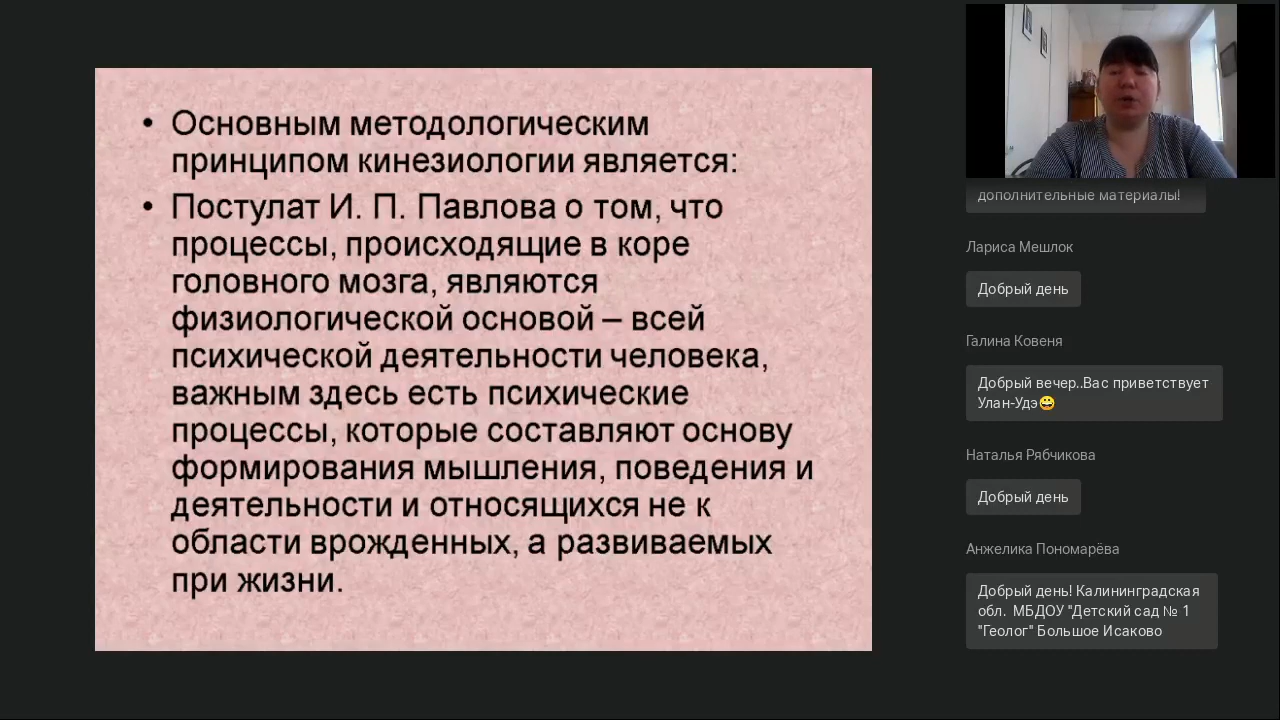 • Основным методологическим
принципом кинезиологии является:
• Постулат И. П. Павлова о том, что
процессы, происходящие в коре
головного мозга, являются
физиологической основой – всей
психической деятельности человека,
важным здесь есть психические
процессы, которые составляют основу
формирования мышления, поведения и
деятельности и относящихся не к
области врожденных, а развиваемых
при жизни.
дополнительные материалы!
Лариса Мешлок
Добрый день
Галина Ковеня
Добрый вечер..Вас приветствует
Улан-Удэ😀
Наталья Рябчикова
Добрый день
Анжелика Пономарёва
Добрый день! Калининградская
обл. МБДОУ "Детский сад № 1
"Геолог" Большое Исаково